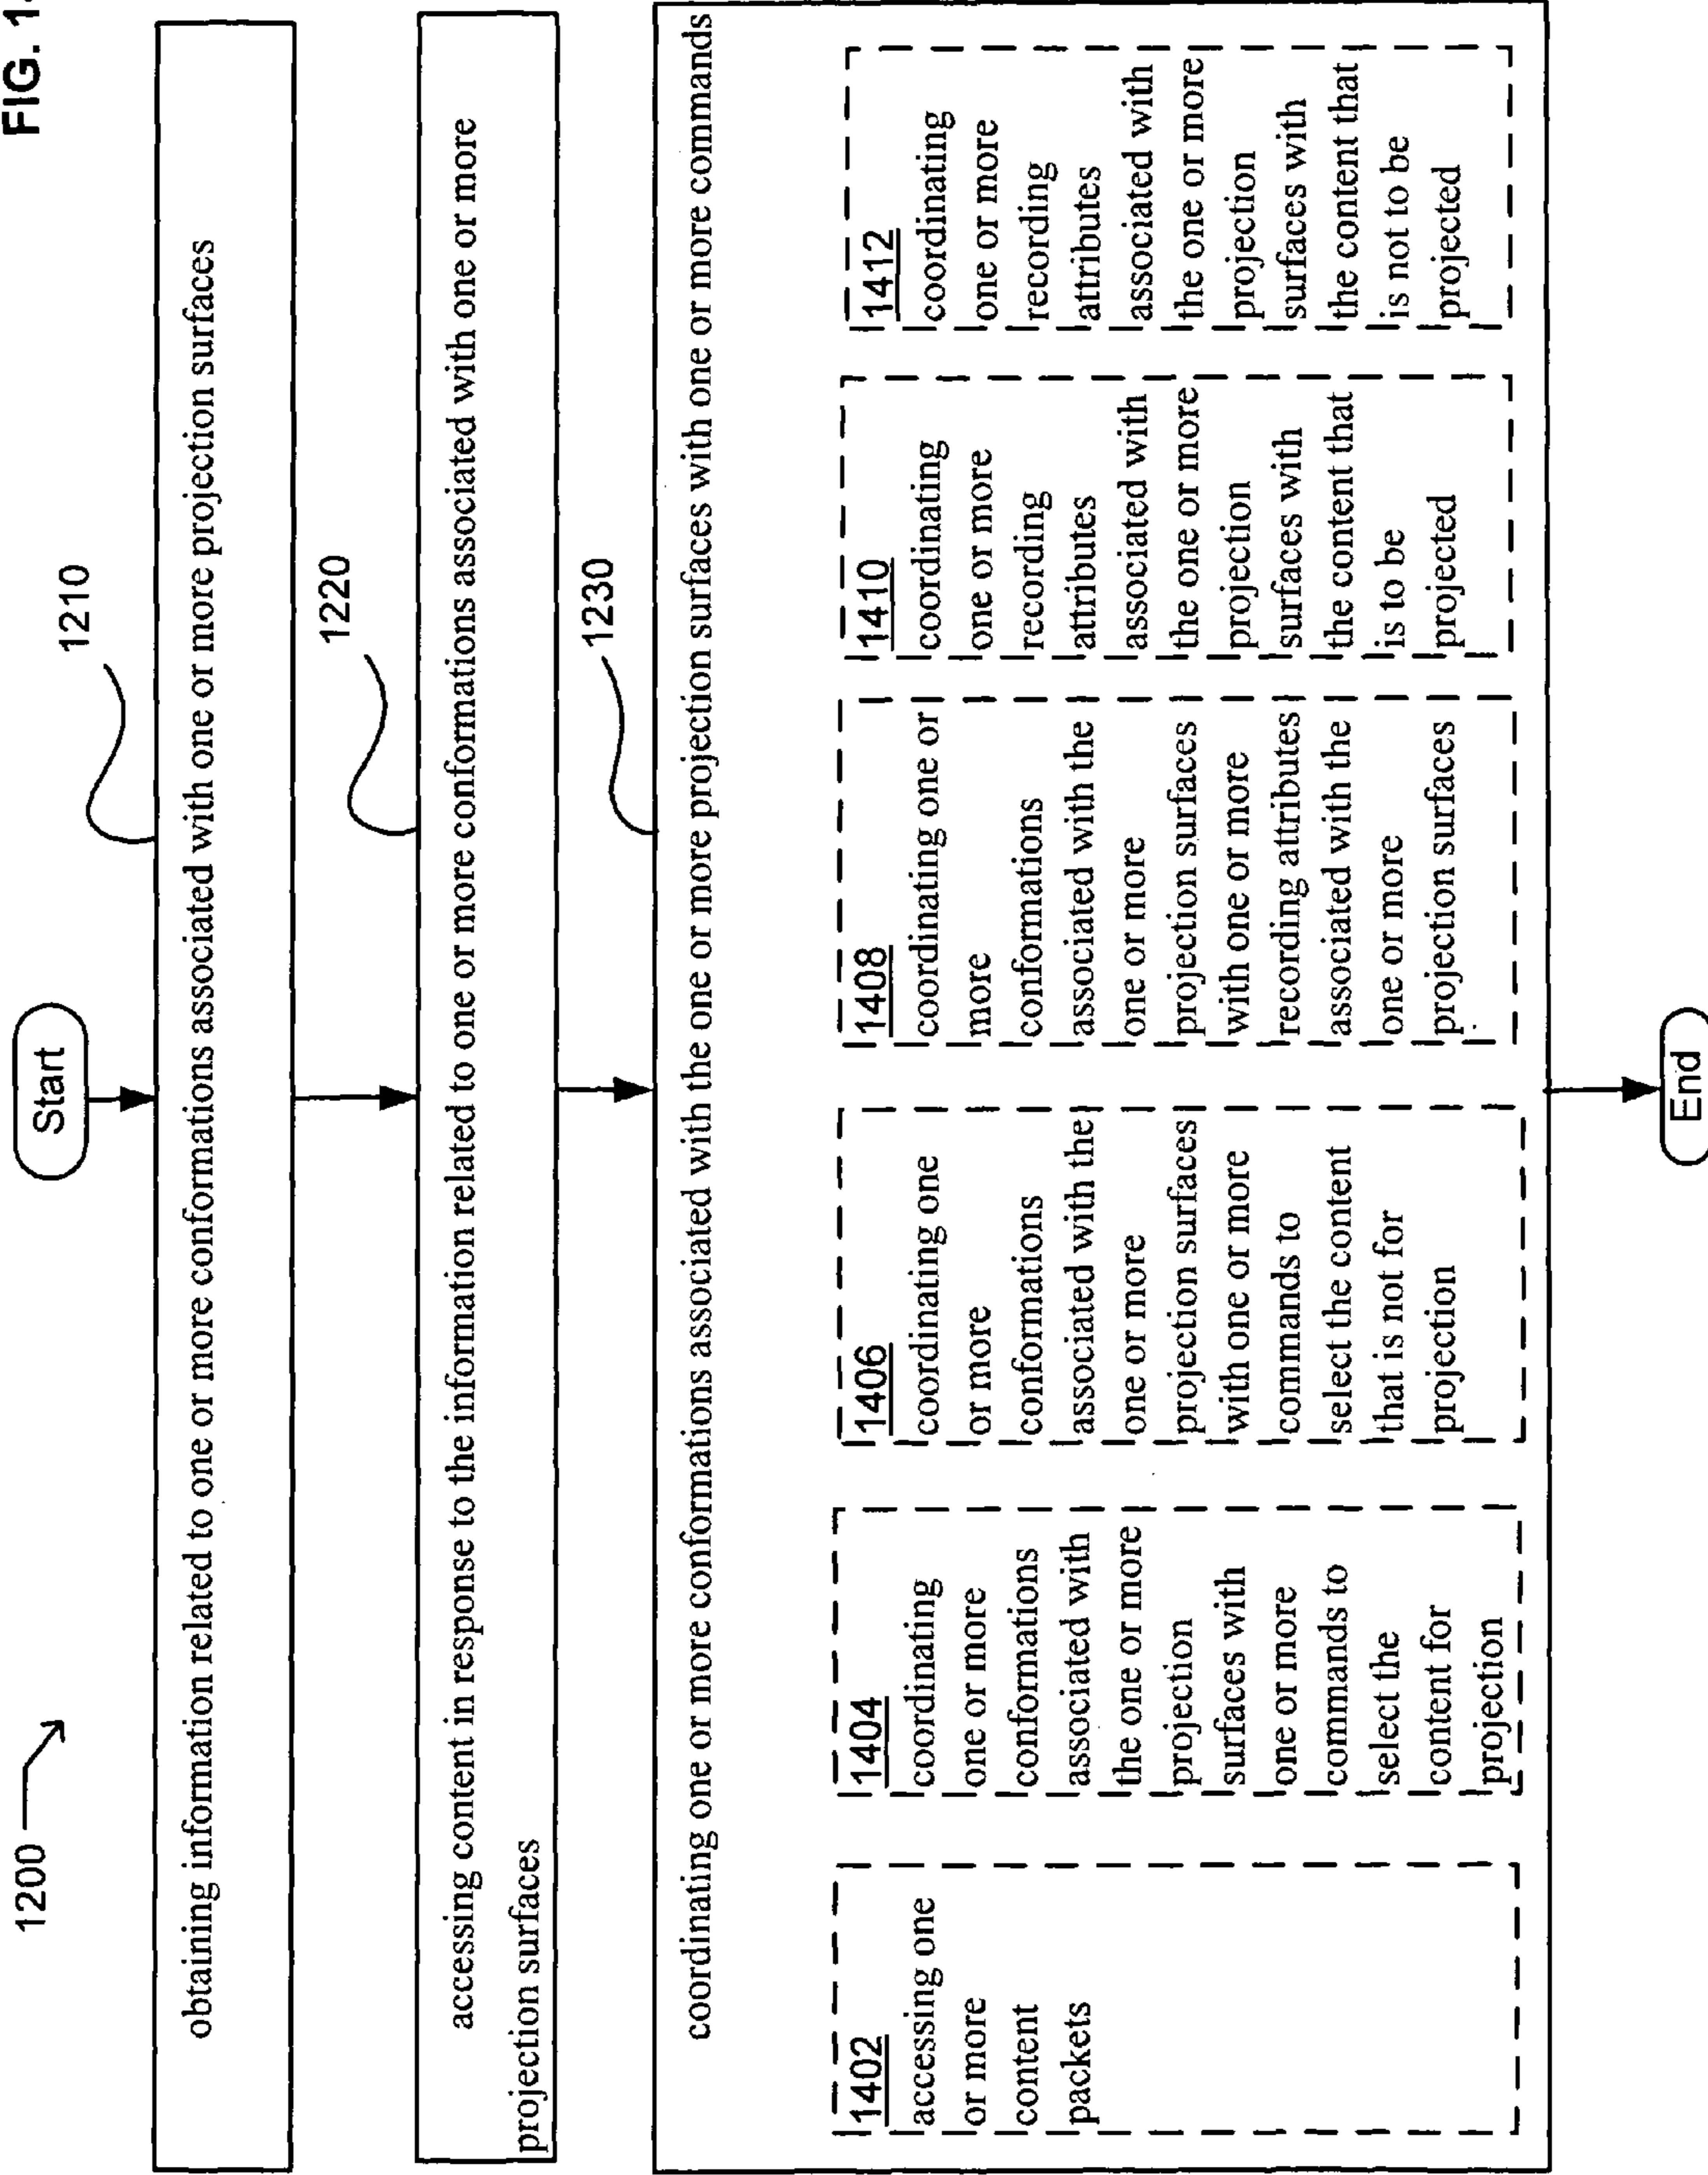 FIG. 1
1200
Start
1210
obtaining information related to one or more conformations associated with one or more projection surfaces
1220
accessing content in response to the information related to one or more conformations associated with one or more
projection surfaces
1230
coordinating one or more conformations associated with the one or more projection surfaces with one or more commands
1402
accessing one
or more
content
packets
1404
coordinating
one or more
conformations
associated with
the one or more
projection
surfaces with
one or more
commands to
select the
content for
projection
1406
coordinating one
or more
conformations
associated with the
one or more
projection surfaces
with one or more
commands to
select the content
that is not for
projection
1408
coordinating one or
more
conformations
associated with the
one or more
projection surfaces
with one or more
recording attributes
associated with the
one or more
projection surfaces
1410
coordinating
one or more
recording
attributes
associated with
the one or more
projection
surfaces with
the content that
is to be
projected
1412
coordinating
one or more
recording
attributes
associated with
the one or more
projection
surfaces with
the content that
is not to be
projected
End